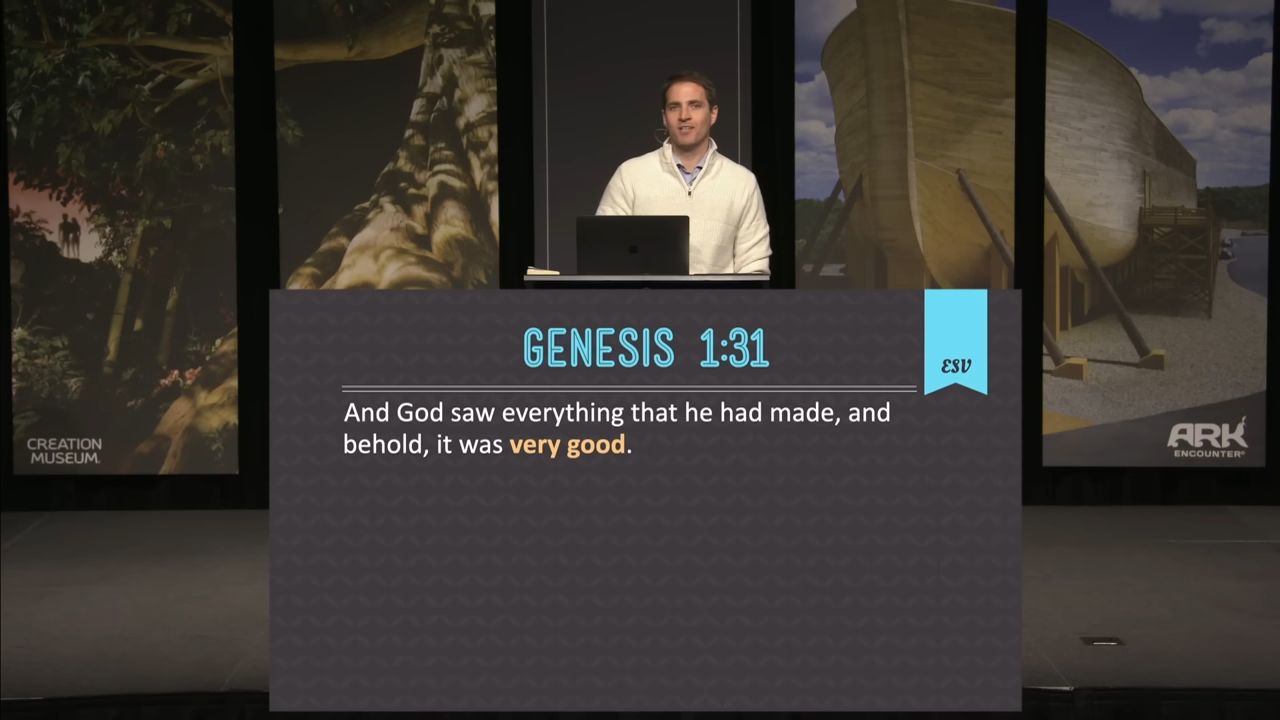 GENESIS 1:31
ESV
And God saw everything that he had made, and
behold, it was very good.
CREATION
MUSEUM
ARK
ENCOUNTER